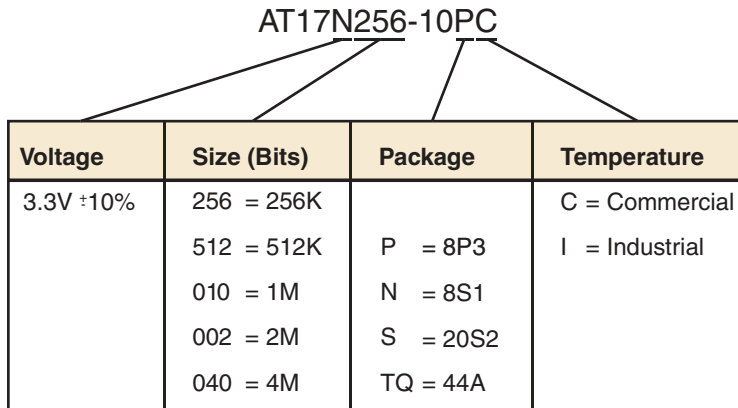 AT17N256-10PC
Voltage Size (Bits) Package Temperature
3.3V ±10% 256 = 256K C = Commercial
512 = 512K P = 8P3 I = Industrial
010 = 1M N = 8S1
002 = 2M S = 20S2
040 = 4M TQ = 44A